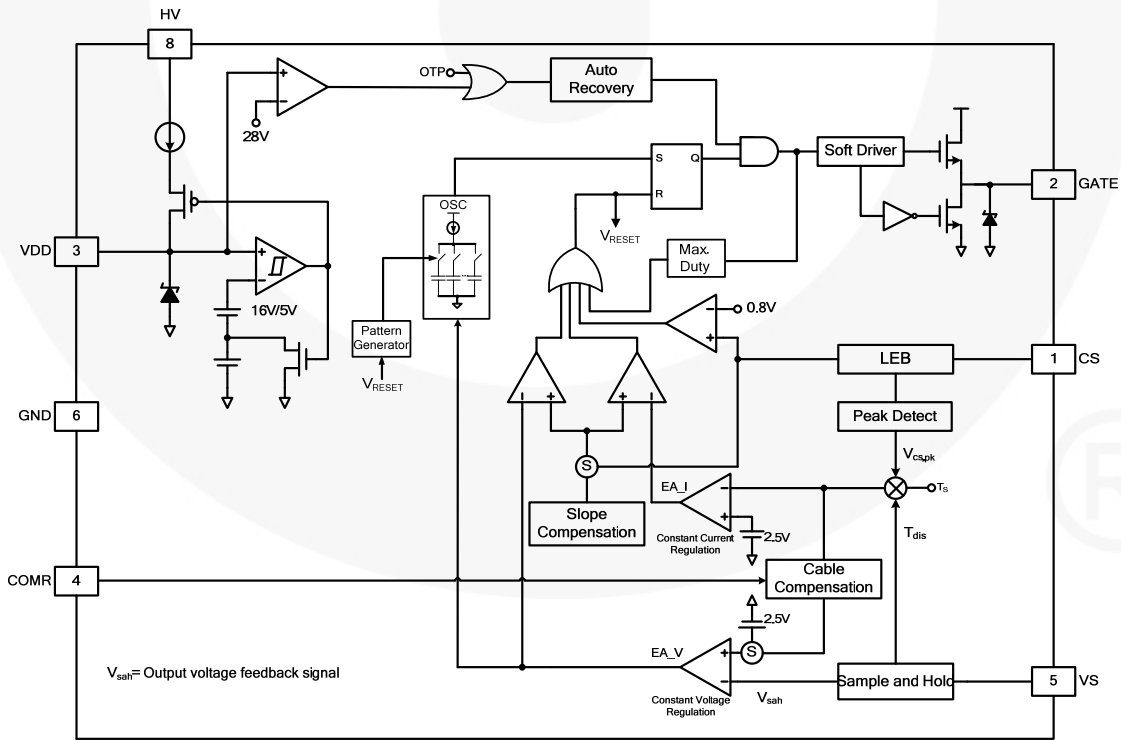 HV
8
OTP
Auto
Recovery
28V
S
Q
R
Soft Driver
2
GATE
OSC
VRESET
VDD
3
Max.
Duty
16V/5V
0.8V
Pattern
Generator
VRESET
LEB
1
CS
GND
6
Peak Detect
Vcs.pk
S
EA_I
Ts
Slope
Compensation
Constant Current
Regulation
2.5V
Tdis
COMR
4
Cable
Compensation
2.5V
EA_V
S
Vsah= Output voltage feedback signal
Constant Voltage
Regulation
Vsah
Sample and Hold
5
VS
R